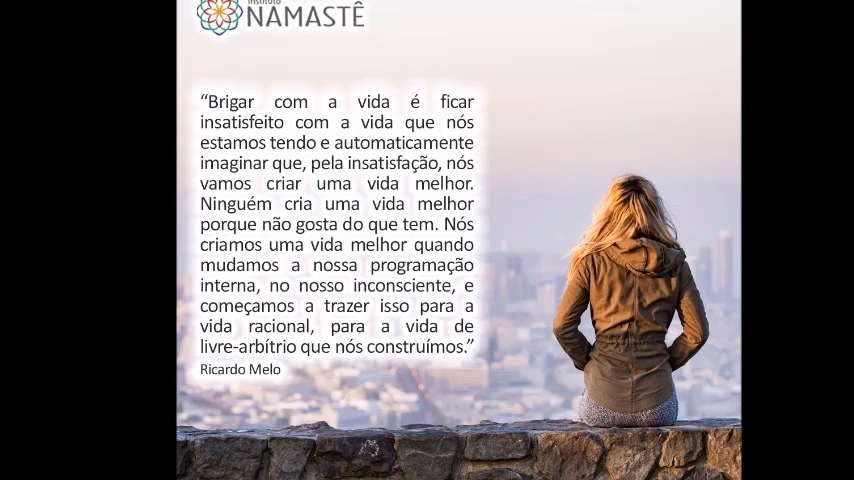 Instituto
NAMASTÊ
“Brigar com a vida é ficar
insatisfeito com a vida que nós
estamos tendo e automaticamente
imaginar que, pela insatisfação, nós
vamos criar uma vida melhor.
Ninguém cria uma vida melhor
porque não gosta do que tem. Nós
criamos uma vida melhor quando
mudamos a nossa programação
interna, no nosso inconsciente, e
começamos a trazer isso para a
vida racional, para a vida de
livre-arbítrio que nós construímos.”
Ricardo Melo